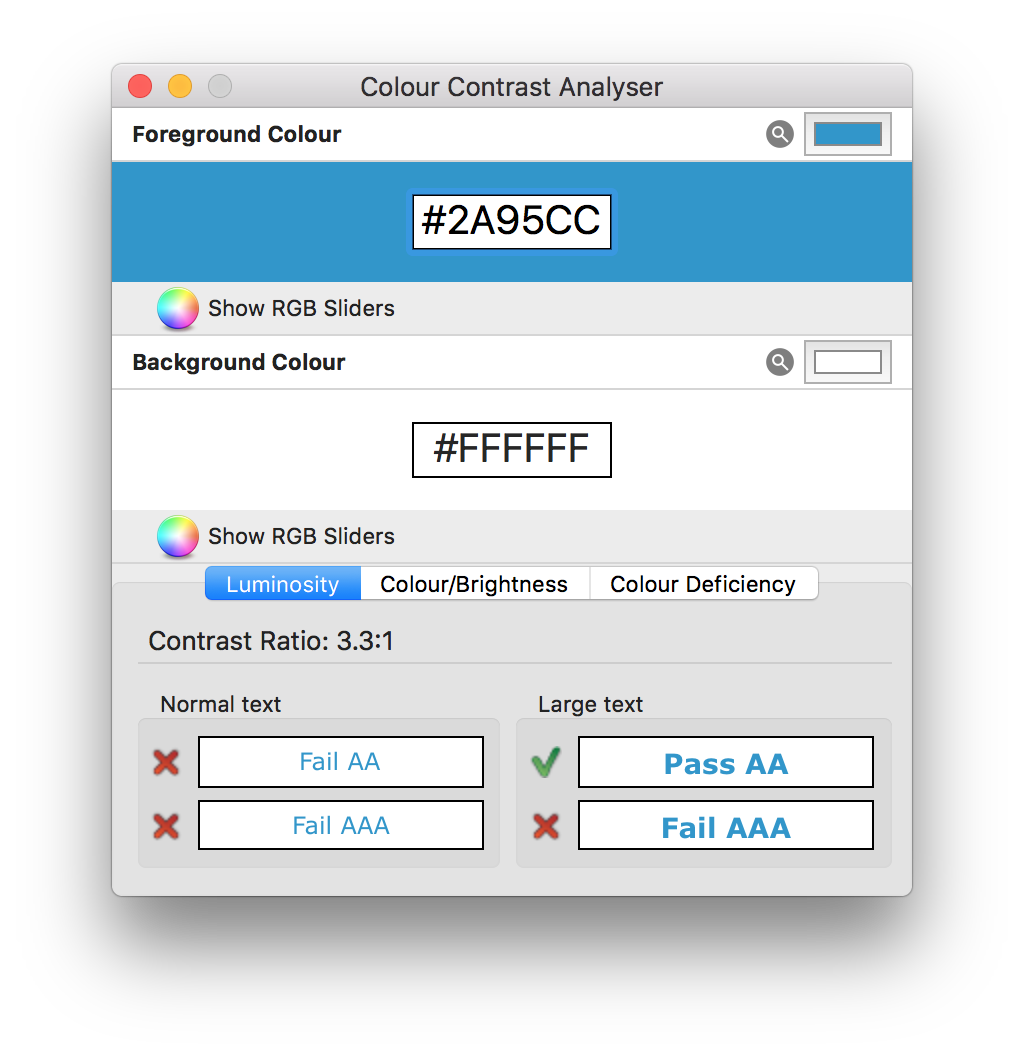 Colour Contrast Analyser
Foreground Colour
#2A95CC
Show RGB Sliders
Background Colour
#FFFFFF
Show RGB Sliders
Luminosity Colour/Brightness Colour Deficiency
Contrast Ratio: 3.3:1
Normal text Large text
Fail AA Pass AA
Fail AAA Fail AAA